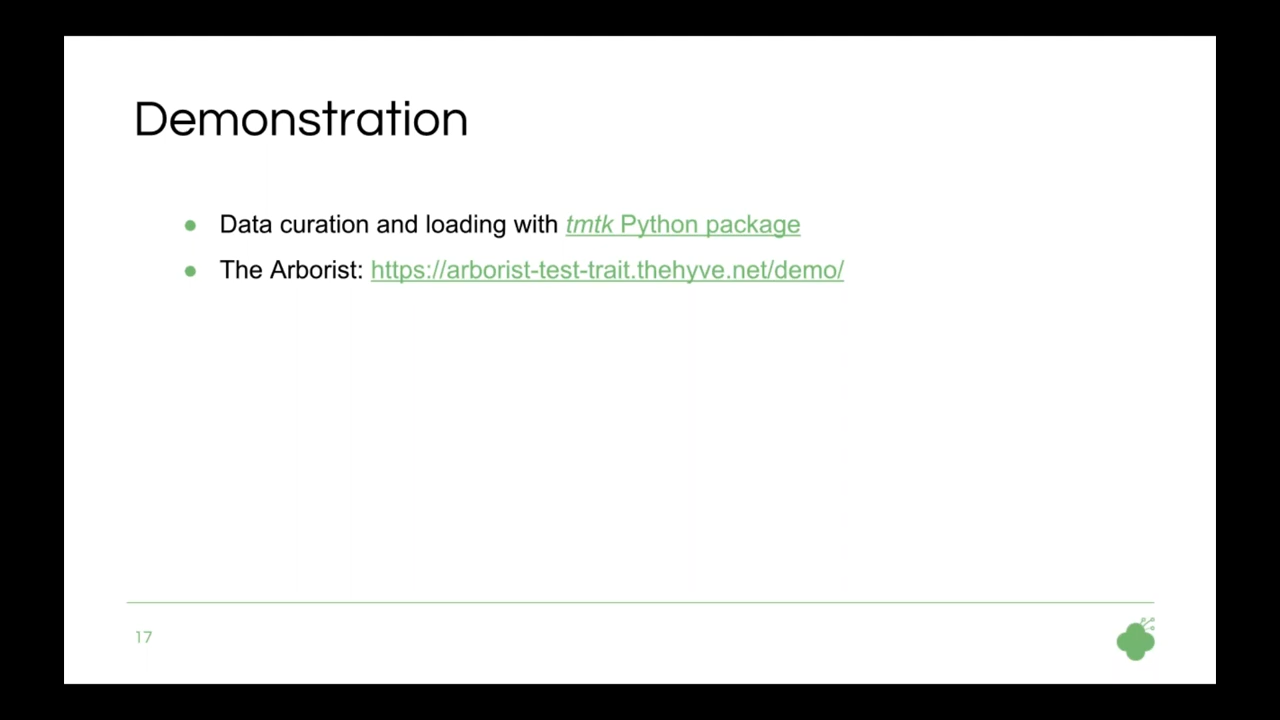 Demonstration
● Data curation and loading with tmtk Python package
● The Arborist: https://arborist-test-trait.thehyve.net/demo/
17